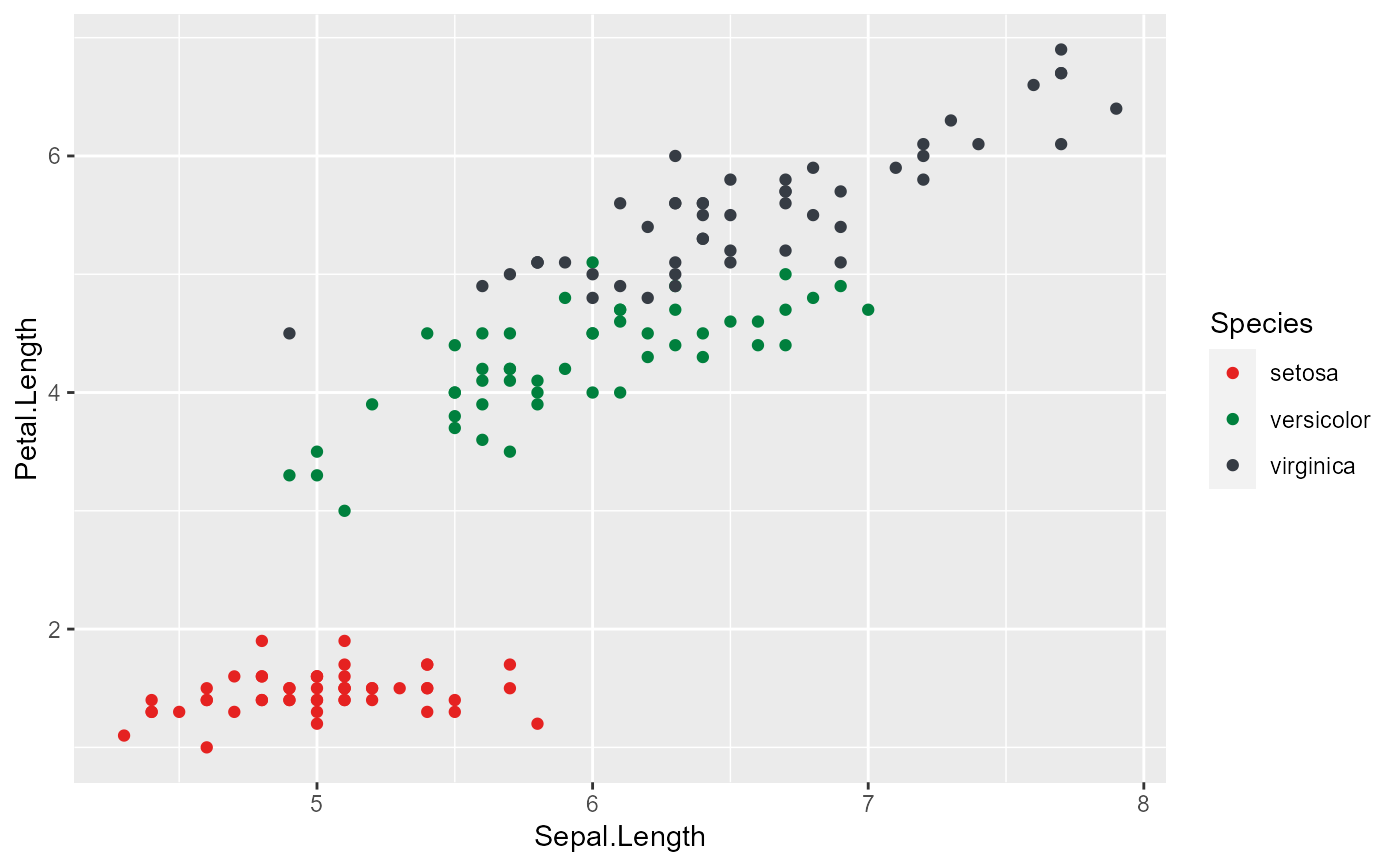 6
4
2
Petal.Length
5 6 7 8
Sepal.Length
Species
setosa
versicolor
virginica